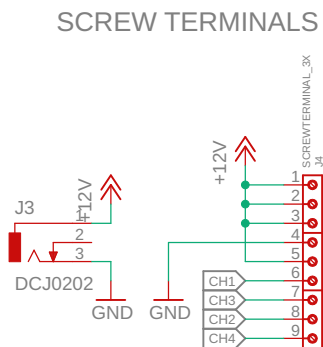 SCREW TERMINALS
SCREWTERMINAL_3X
J4
+12V
+12V
J3
1
2
3
DCJ0202
GND
GND
1
2
3
4
5
6
7
8
9
CH1
CH3
CH2
CH4